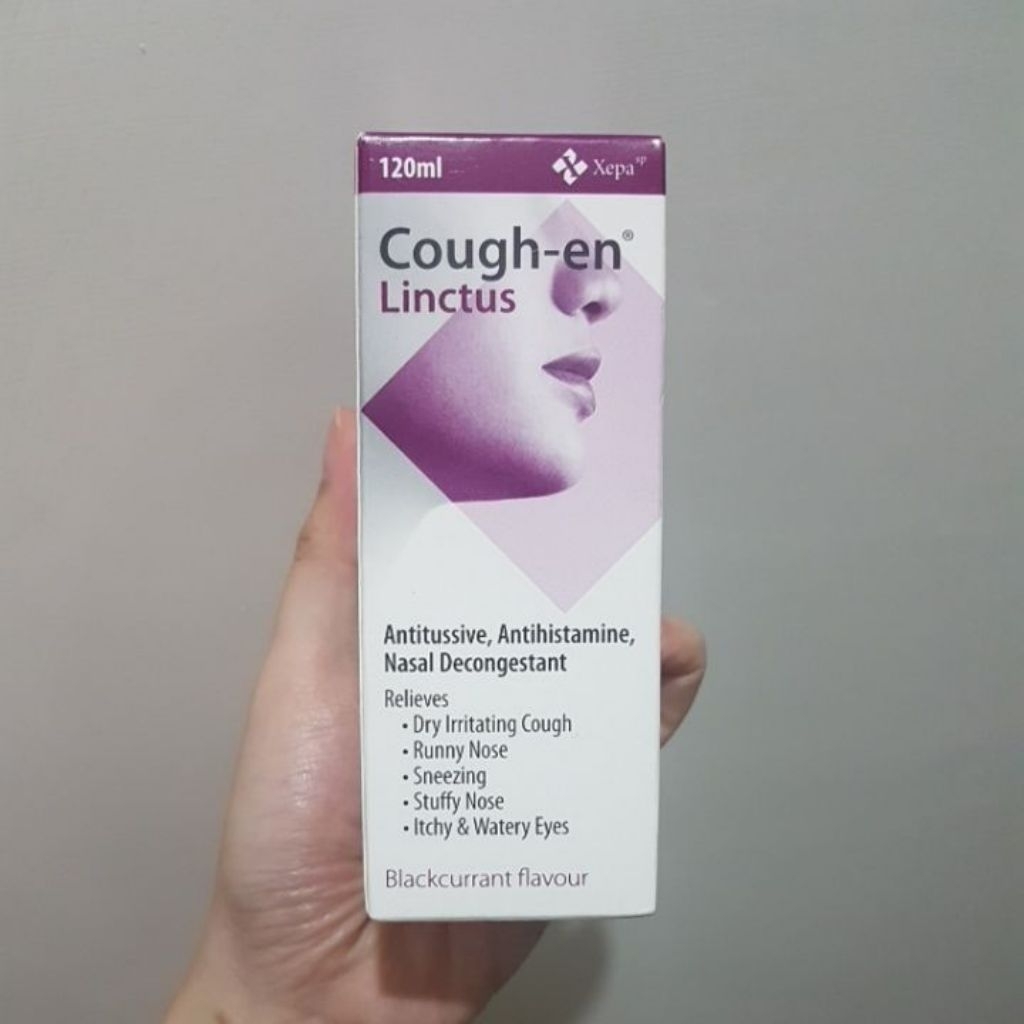 120ml
Xepa sp
Cough-en®
Linctus
Antitussive, Antihistamine,
Nasal Decongestant
Relieves
• Dry Irritating Cough
• Runny Nose
• Sneezing
• Stuffy Nose
• Itchy & Watery Eyes
Blackcurrant flavour